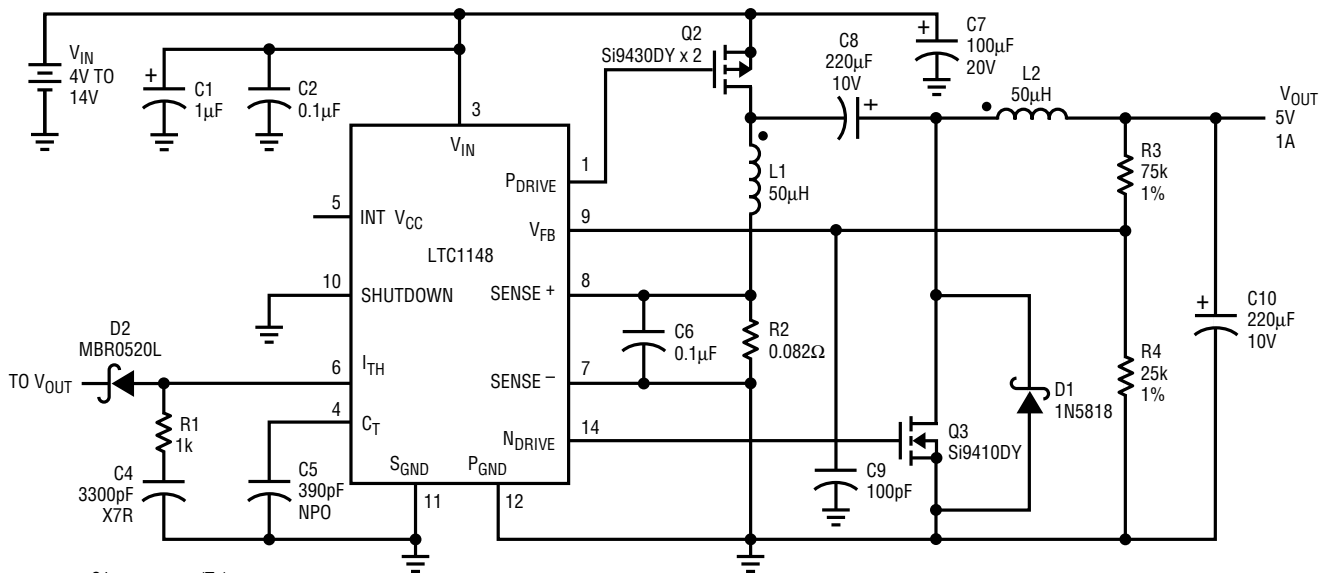 VIN
4V TO
14V
+
C1
1µF
C2
0.1µF
3
VIN
Q2
Si9430DY x 2
C8
220µF
10V
+
+
C7
100µF
20V
L2
50µH
VOUT
5V
1A
1
PDRIVE
L1
50µH
R3
75k
1%
5
INT VCC
9
VFB
LTC1148
10
SHUTDOWN
8
SENSE +
C6
0.1µF
R2
0.082Ω
+
C10
220µF
10V
D2
MBR0520L
TO VOUT
6
ITH
7
SENSE –
R4
25k
1%
D1
1N5818
R1
1k
4
CT
14
NDRIVE
Q3
Si9410DY
C4
3300pF
X7R
C5
390pF
NPO
SGND
PGND
11
12
C9
100pF